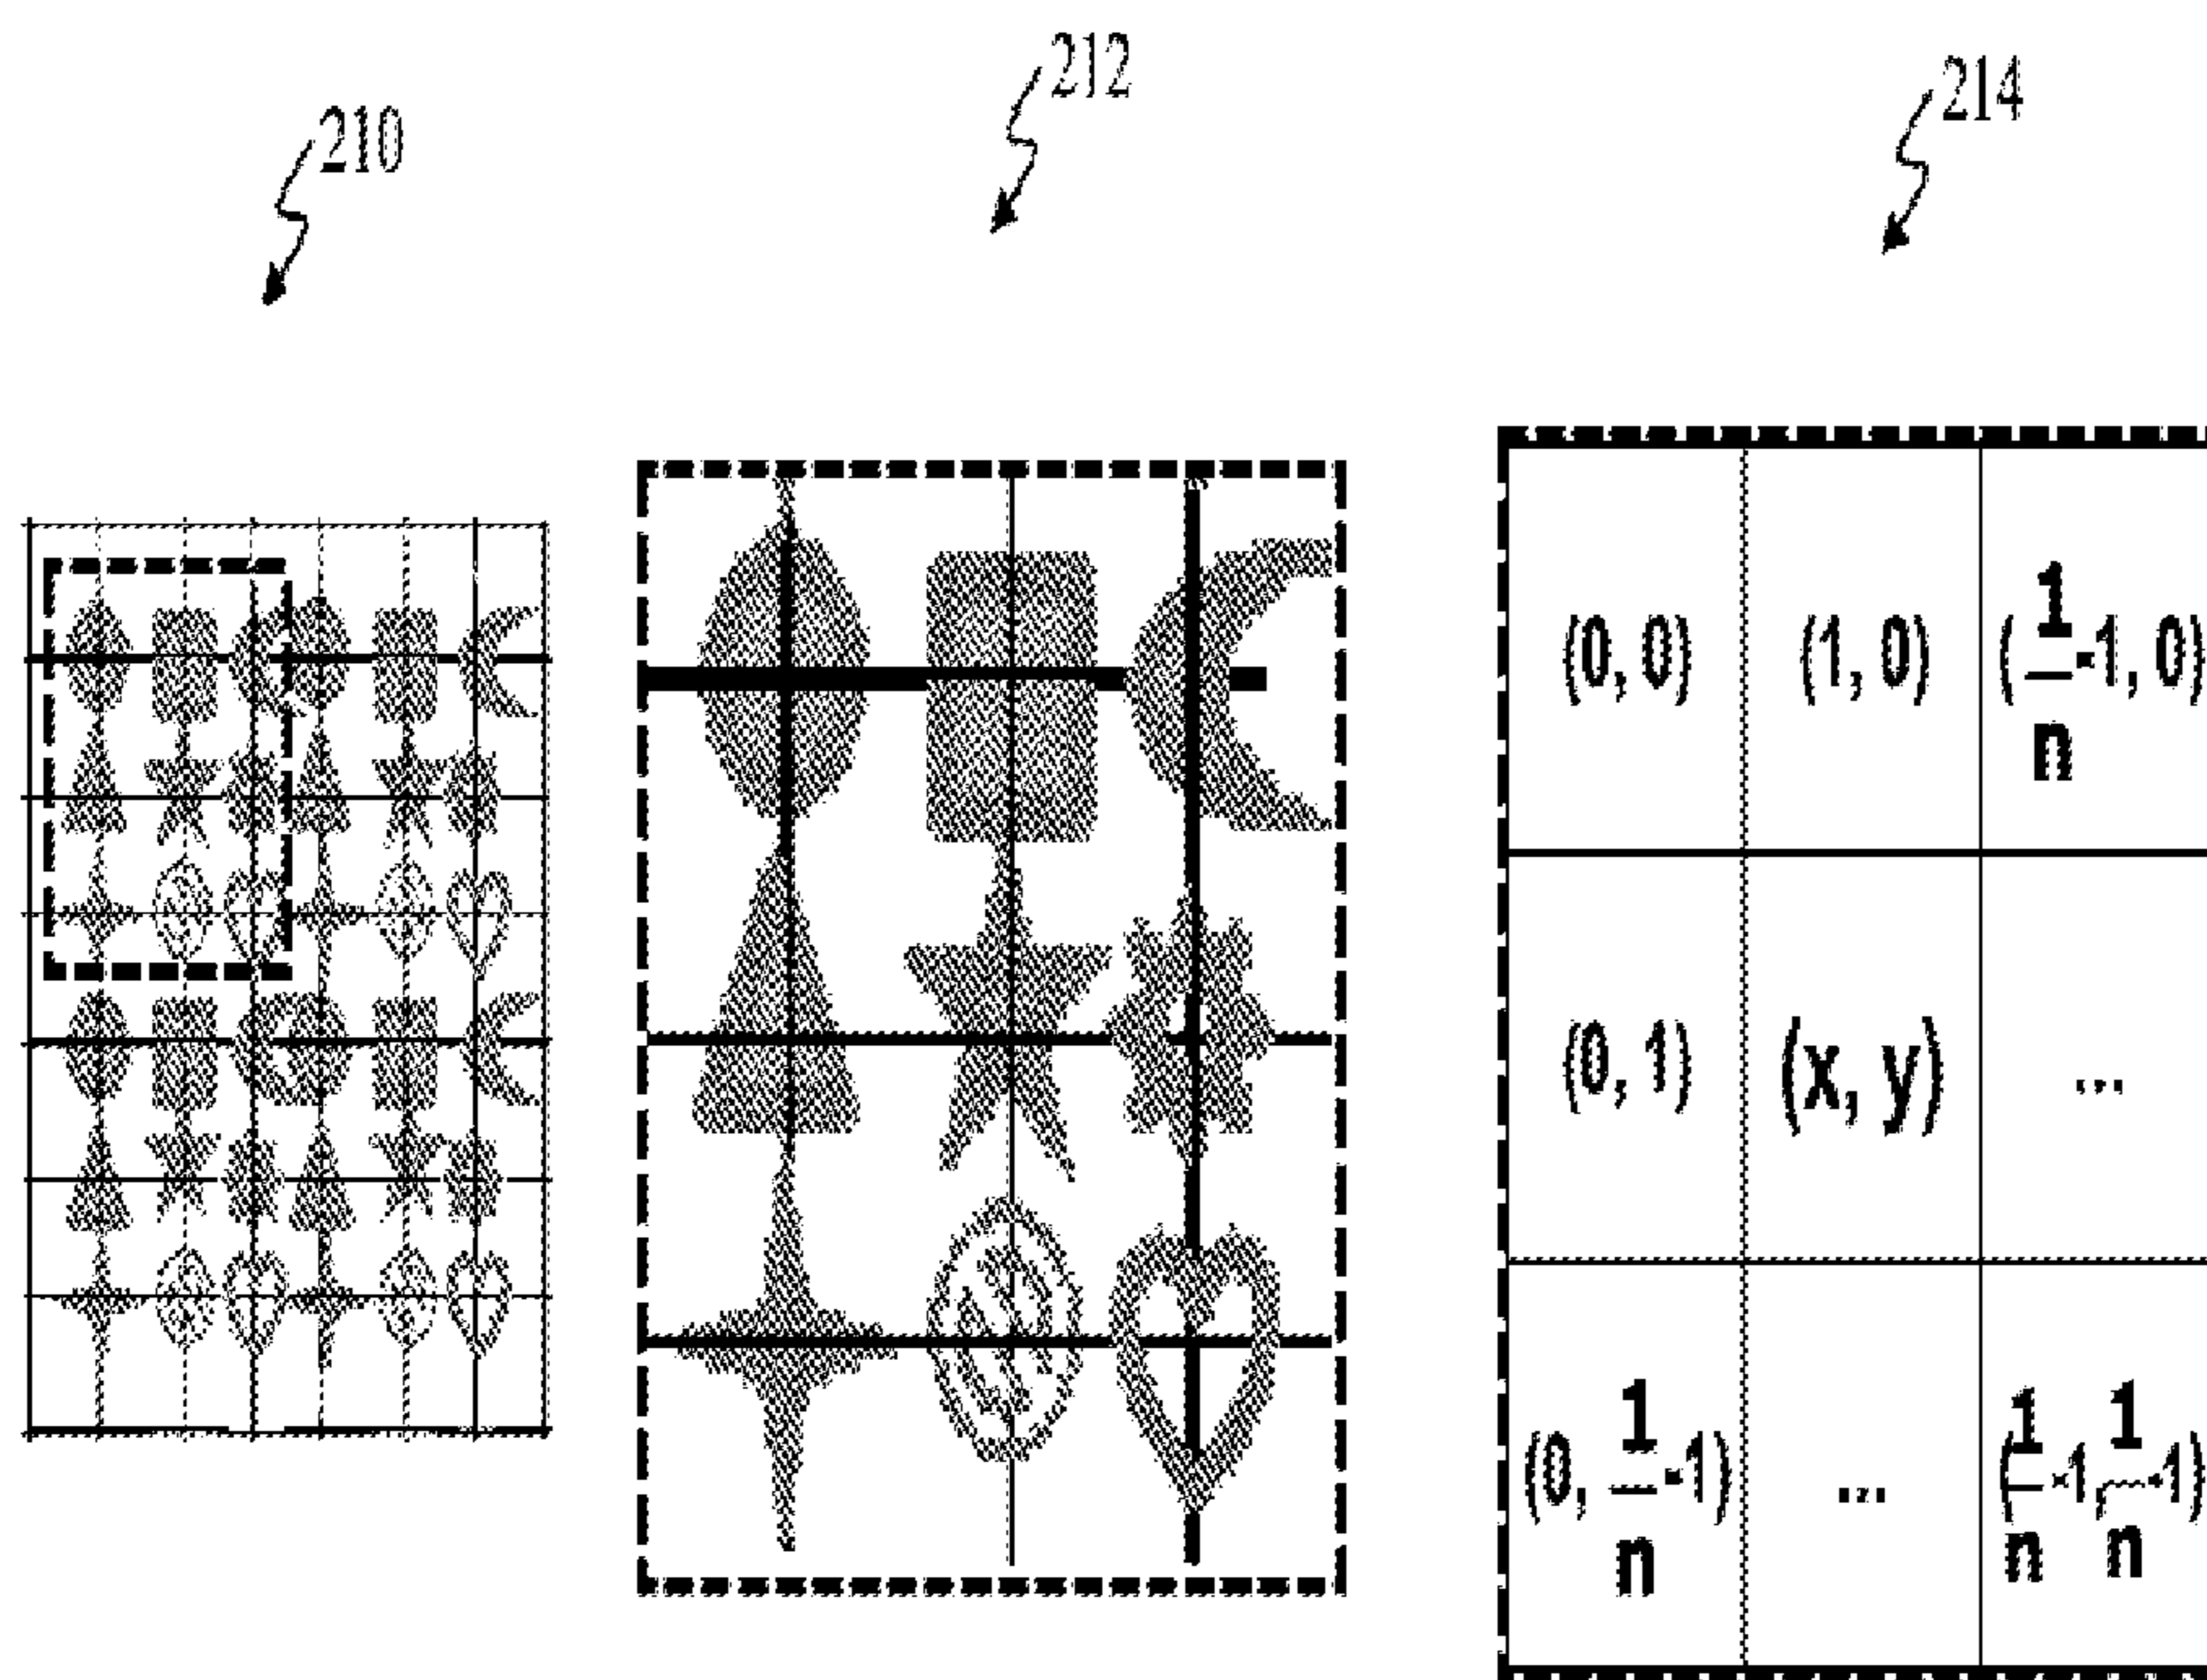 210
212
214
(0, 0) (1, 0) (1/n-1, 0)
(0, 1) (x, y) ...
(0, 1/n-1) ... (1/n-1, 1/n-1)